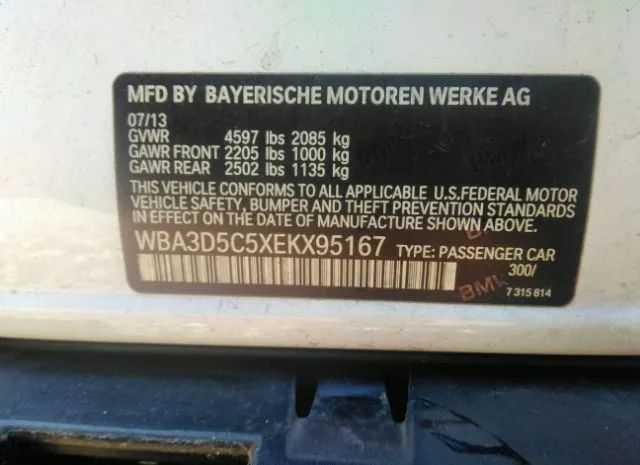 MFD BY BAYERISCHE MOTOREN WERKE AG
07/13
GVWR 4597 lbs 2085 kg
GAWR FRONT 2205 lbs 1000 kg
GAWR REAR 2502 lbs 1135 kg
THIS VEHICLE CONFORMS TO ALL APPLICABLE U.S.FEDERAL MOTOR
VEHICLE SAFETY, BUMPER, AND THEFT PREVENTION STANDARDS
IN EFFECT ON THE DATE OF MANUFACTURE SHOWN ABOVE.
WBA3D5C5XEKX95167 TYPE: PASSENGER CAR
300/
BMW
7 315 814